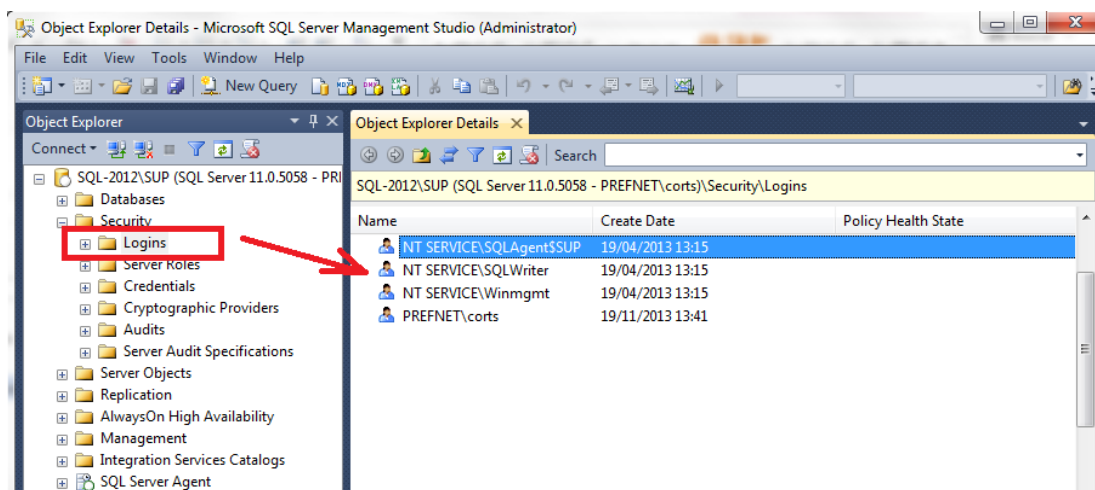 Object Explorer Details - Microsoft SQL Server Management Studio (Administrator)
File Edit View Tools Window Help
New Query
Object Explorer
Connect
SQL-2012\SUP (SQL Server 11.0.5058 - PRI
Databases
Security
Logins
Server Roles
Credentials
Cryptographic Providers
Audits
Server Audit Specifications
Server Objects
Replication
AlwaysOn High Availability
Management
Integration Services Catalogs
SQL Server Agent
Object Explorer Details
Search
SQL-2012\SUP (SQL Server 11.0.5058 - PREFNET\corts)\Security\Logins
Name Create Date Policy Health State
NT SERVICE\SQLAgent$SUP 19/04/2013 13:15
NT SERVICE\SQLWriter 19/04/2013 13:15
NT SERVICE\Winmgmt 19/04/2013 13:15
PREFNET\corts 19/11/2013 13:41